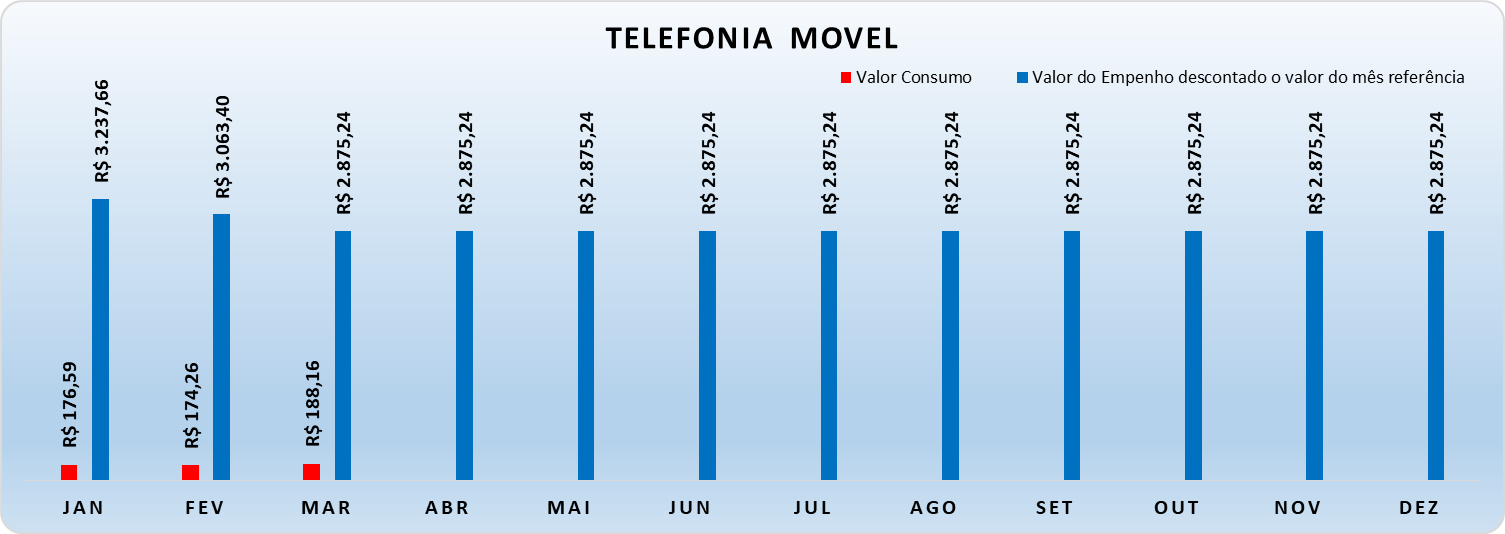 TELEFONIA MOVEL
Valor Consumo
Valor do Empenho descontado o valor do mês referência
R$ 176,59
R$ 3.237,66
R$ 174,26
R$ 3.063,40
R$ 188,16
R$ 2.875,24
R$ 2.875,24
R$ 2.875,24
R$ 2.875,24
R$ 2.875,24
R$ 2.875,24
R$ 2.875,24
R$ 2.875,24
R$ 2.875,24
R$ 2.875,24
JAN FEV MAR ABR MAI JUN JUL AGO SET OUT NOV DEZ